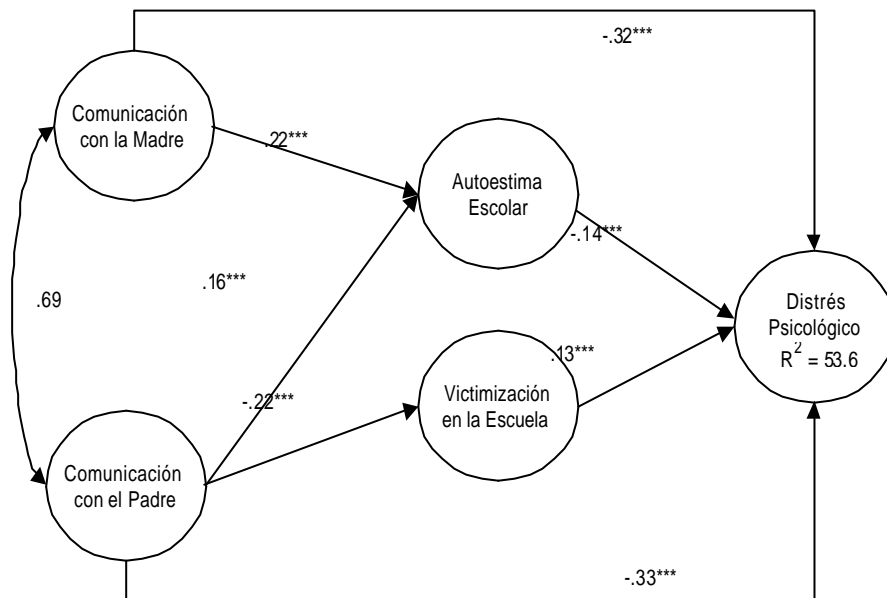 -.32***
Comunicación
con la Madre
.22***
Autoestima
Escolar
-.14***
.16***
.69
Distrés
Psicológico
R2 = 53.6
.13***
-.22***
Victimización
en la Escuela
Comunicación
con el Padre
-.33***